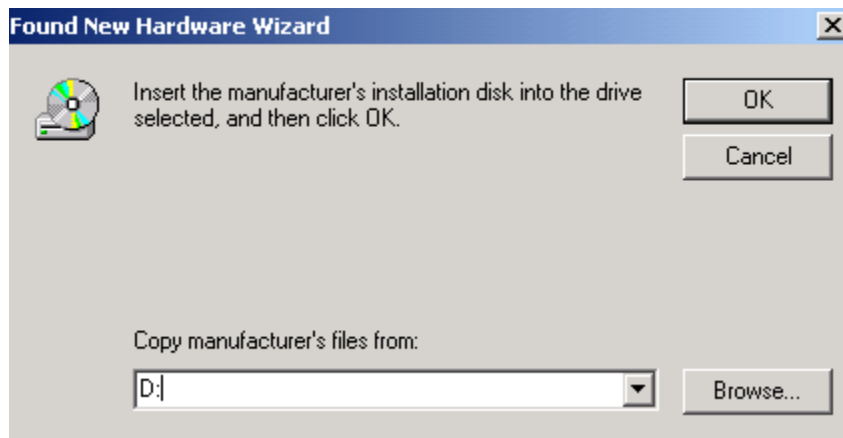 Found New Hardware Wizard
Insert the manufacturer's installation disk into the drive
selected, and then click OK.
OK
Cancel
Copy manufacturer's files from:
D:
Browse...